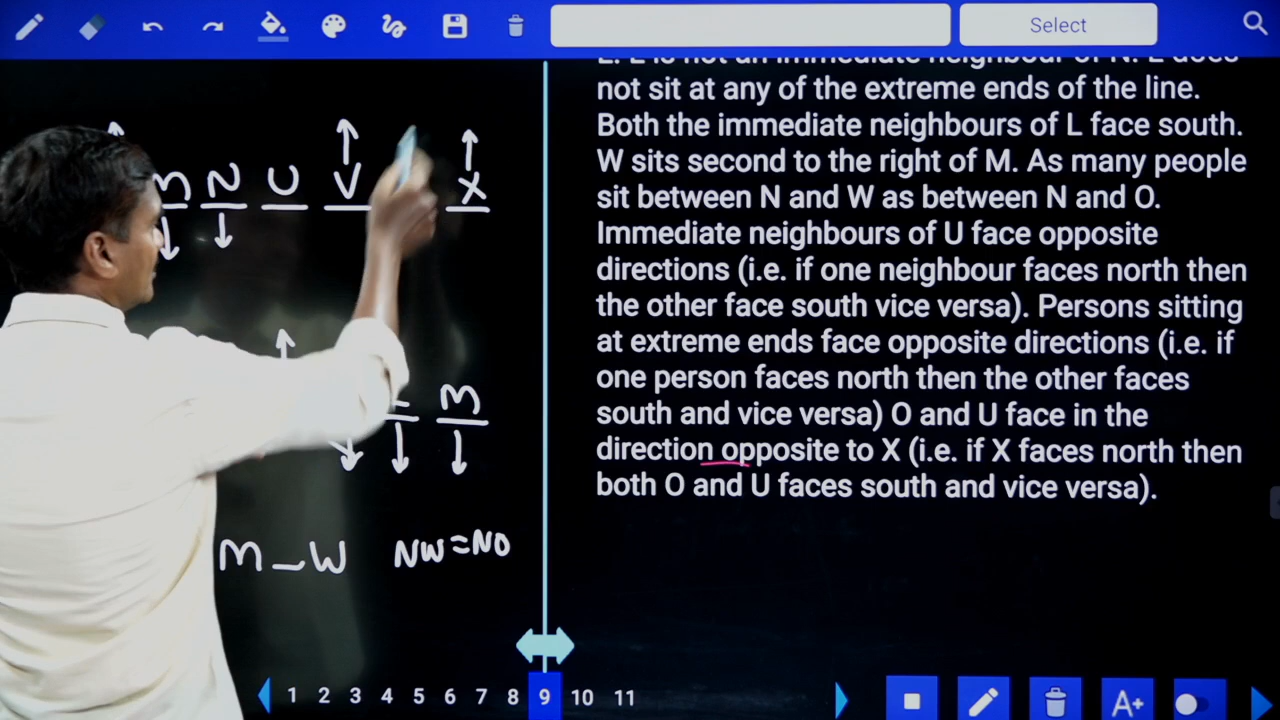 Select
not sit at any of the extreme ends of the line.
Both the immediate neighbours of L face south.
W sits second to the right of M. As many people
sit between N and W as between N and O.
Immediate neighbours of U face opposite
directions (i.e. if one neighbour faces north then
the other face south vice versa). Persons sitting
at extreme ends face opposite directions (i.e. if
one person faces north then the other faces
south and vice versa) O and U face in the
direction opposite to X (i.e. if X faces north then
both O and U faces south and vice versa).
M N U V X
M
M _ W NW = NO
1 2 3 4 5 6 7 8 9 10 11
A+